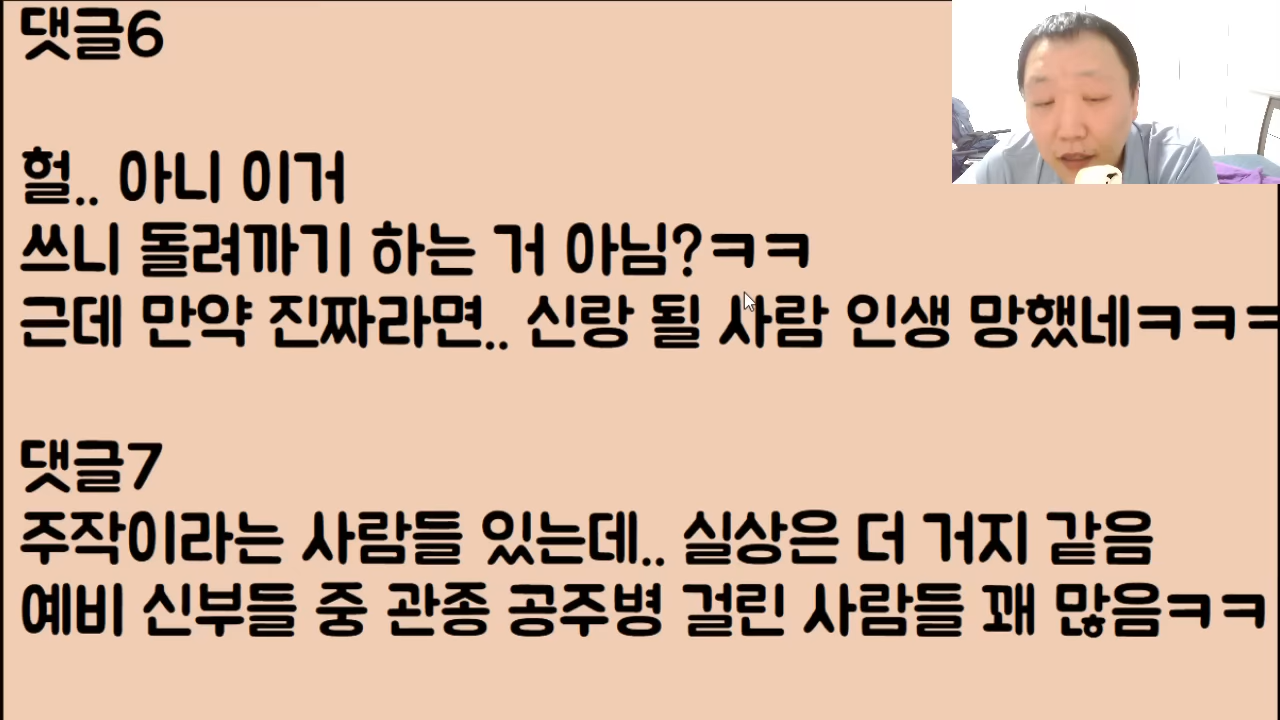 댓글6
헐.. 아니 이거
쓰니 돌려까기 하는 거 아님?ㅋㅋ
근데 만약 진짜라면.. 신랑 될 사람 인생 망했네ㅋㅋㅋ
댓글7
주작이라는 사람들 있는데.. 실상은 더 거지 같음
예비 신부들 중 관종 공주병 걸린 사람들 꽤 많음ㅋㅋ